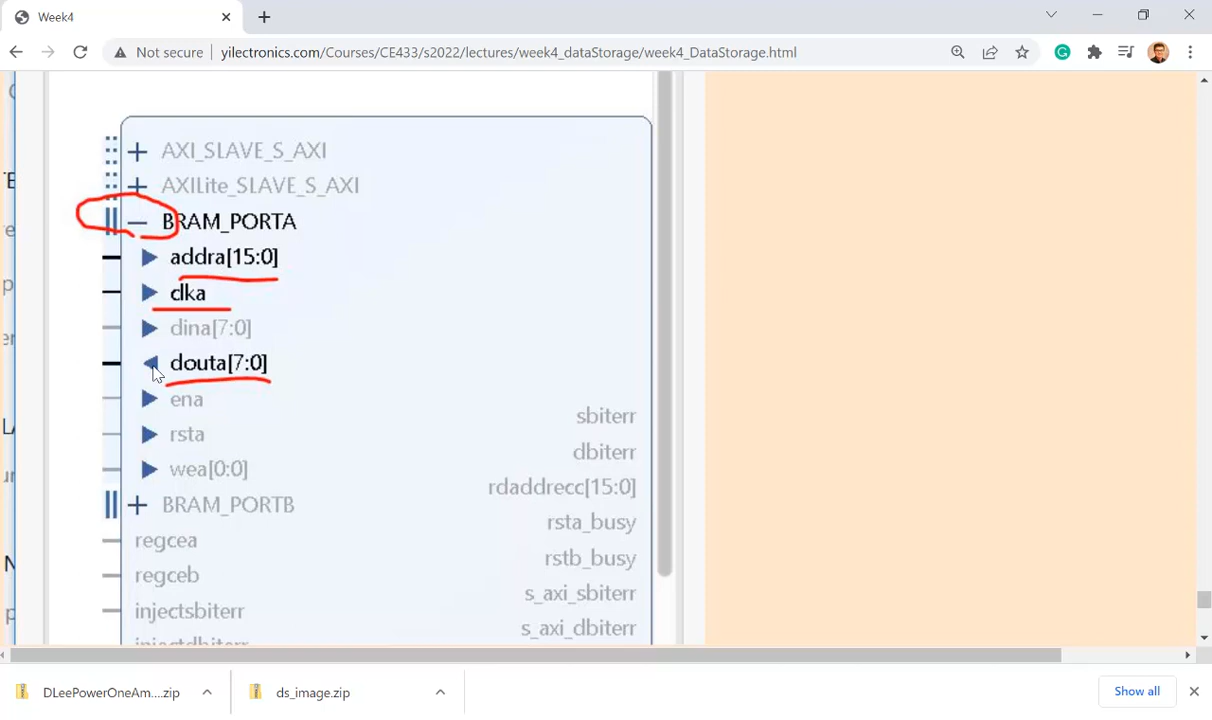 Week4
Not secure
yilectronics.com/Courses/CE433/s2022/lectures/week4_dataStorage/week4_DataStorage.html
AXI_SLAVE_S_AXI
AXILite_SLAVE_S_AXI
BRAM_PORTA
addra[15:0]
clka
dina[7:0]
douta[7:0]
ena
rsta
wea[0:0]
BRAM_PORTB
regcea
regceb
injectsbiterr
injectdbiterr
sbiterr
dbiterr
rdaddrecc[15:0]
rsta_busy
rstb_busy
s_axi_sbiterr
s_axi_dbiterr
DLeePowerOneAm....zip
ds_image.zip
Show all